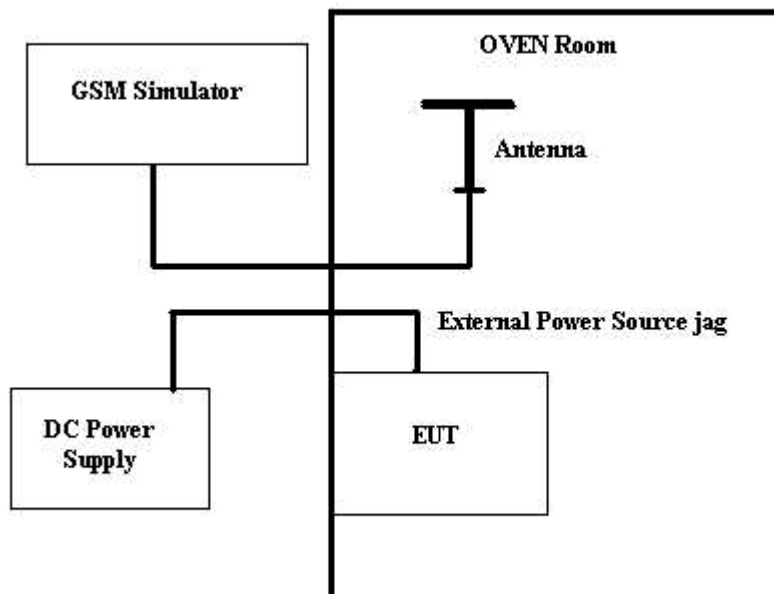 OVEN Room
GSM Simulator
Antenna
External Power Source jag
DC Power
Supply
EUT